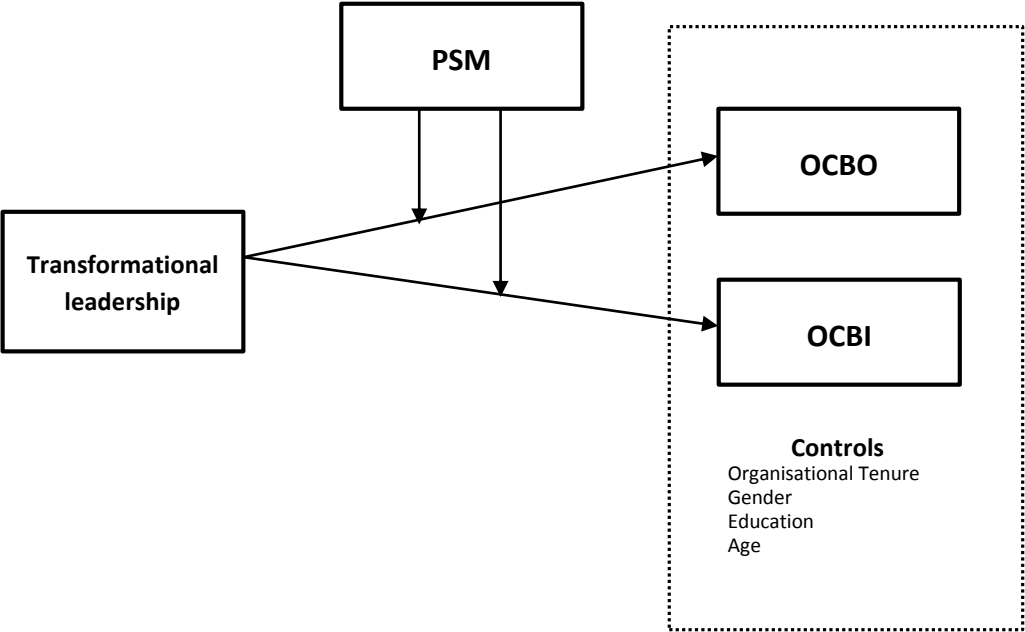 PSM
OCBO
Transformational
leadership
OCBI
Controls
Organisational Tenure
Gender
Education
Age